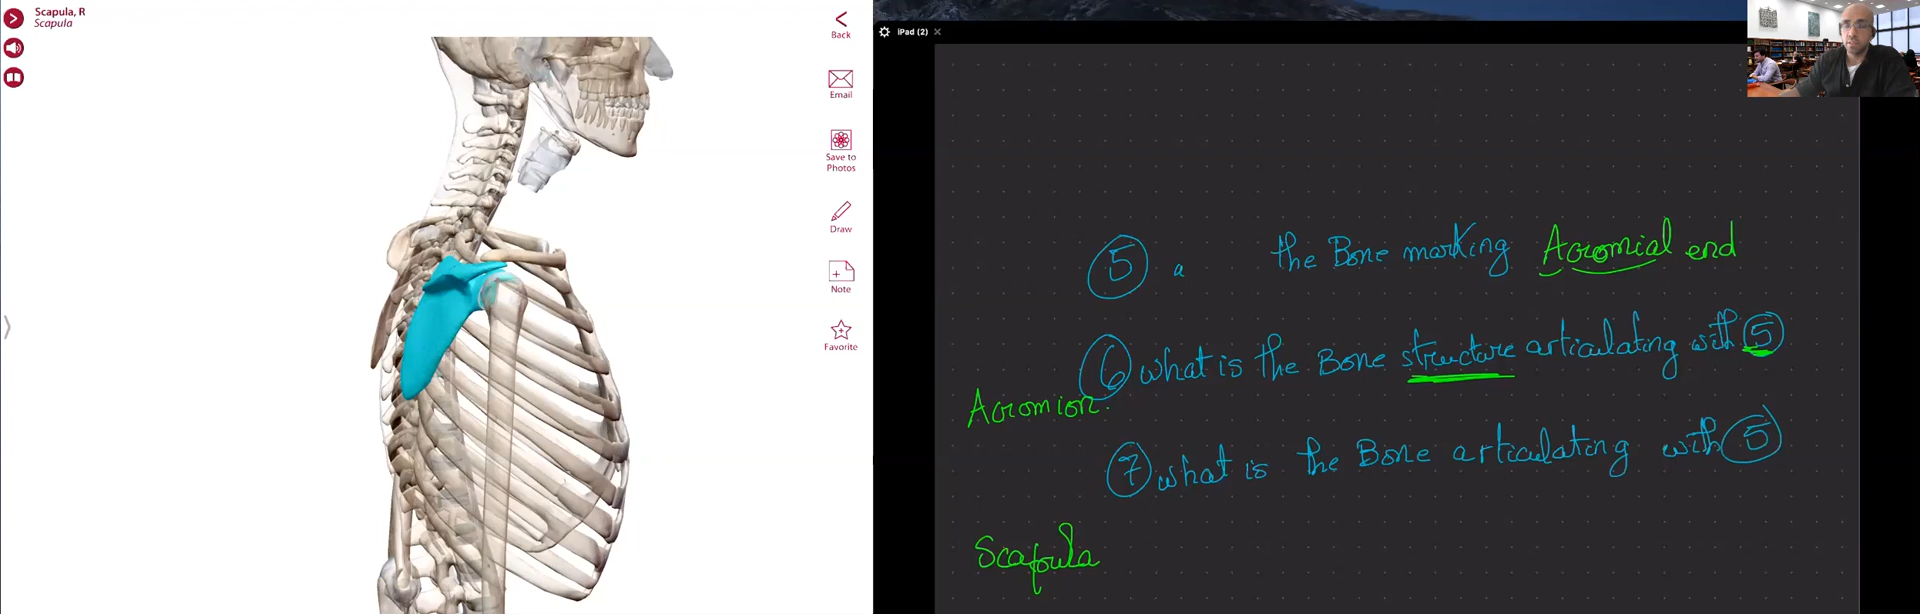 Scapula, R
Scapula
Back
Email
Save to
Photos
Draw
Note
Favorite
iPad (2)
5 a the Bone marking Acromial end
6 what is the Bone structure articulating with 5
Acromion.
7 what is the Bone articulating with 5
Scapula